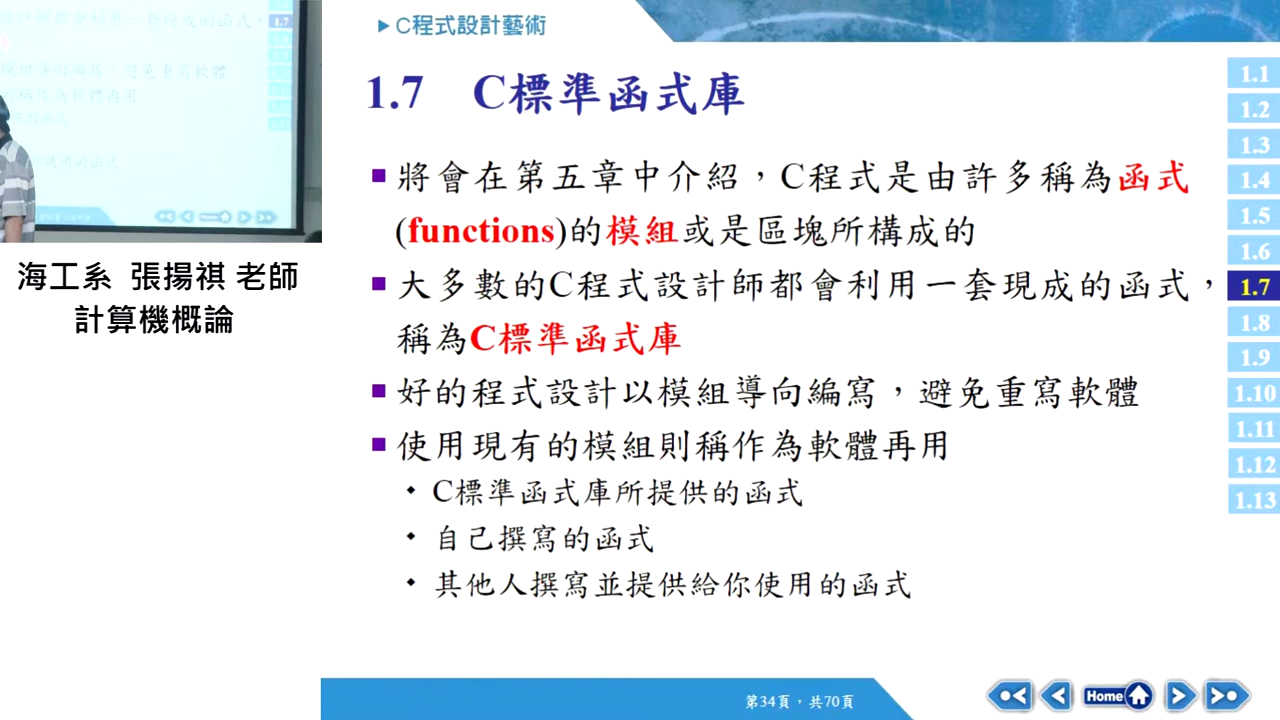 C程式設計藝術
1.7 C標準函式庫
將會在第五章中介紹，C程式是由許多稱為函式
(functions)的模組或是區塊所構成的
大多數的C程式設計師都會利用一套現成的函式，
稱為C標準函式庫
好的程式設計以模組導向編寫，避免重寫軟體
使用現有的模組則稱作為軟體再用
C標準函式庫所提供的函式
自己撰寫的函式
其他人撰寫並提供給你使用的函式
1.1
1.2
1.3
1.4
1.5
1.6
1.7
1.8
1.9
1.10
1.11
1.12
1.13
海工系 張揚祺 老師
計算機概論
第34頁，共70頁
Home